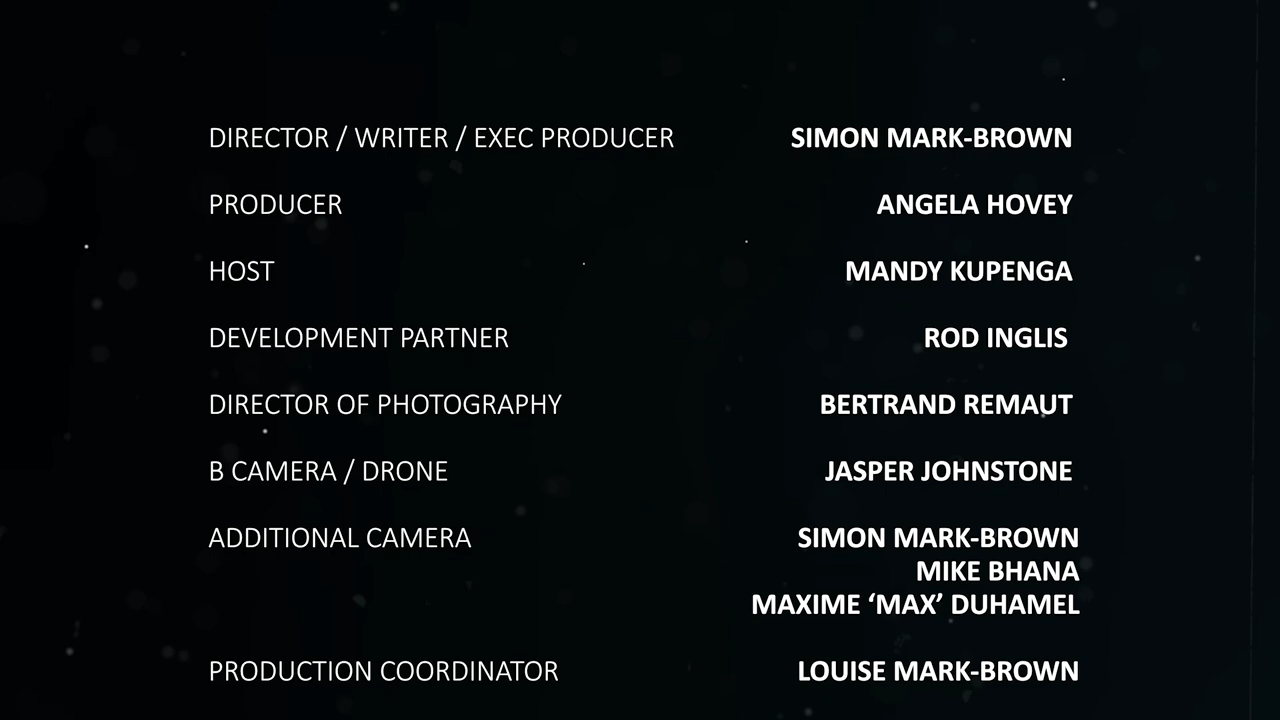 DIRECTOR / WRITER / EXEC PRODUCER SIMON MARK-BROWN
PRODUCER ANGELA HOVEY
HOST MANDY KUPENGA
DEVELOPMENT PARTNER ROD INGLIS
DIRECTOR OF PHOTOGRAPHY BERTRAND REMAUT
B CAMERA / DRONE JASPER JOHNSTONE
ADDITIONAL CAMERA SIMON MARK-BROWN
MIKE BHANA
MAXIME ‘MAX’ DUHAMEL
PRODUCTION COORDINATOR LOUISE MARK-BROWN